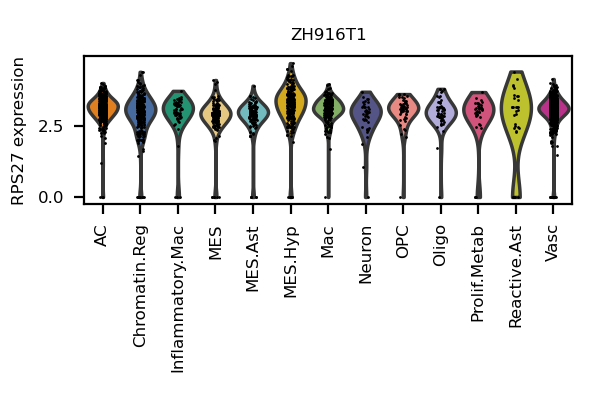 ZH916T1
RPS27 expression
2.5
0.0
AC
Chromatin.Reg
Inflammatory.Mac
MES
MES.Ast
MES.Hyp
Mac
Neuron
OPC
Oligo
Prolif.Metab
Reactive.Ast
Vasc